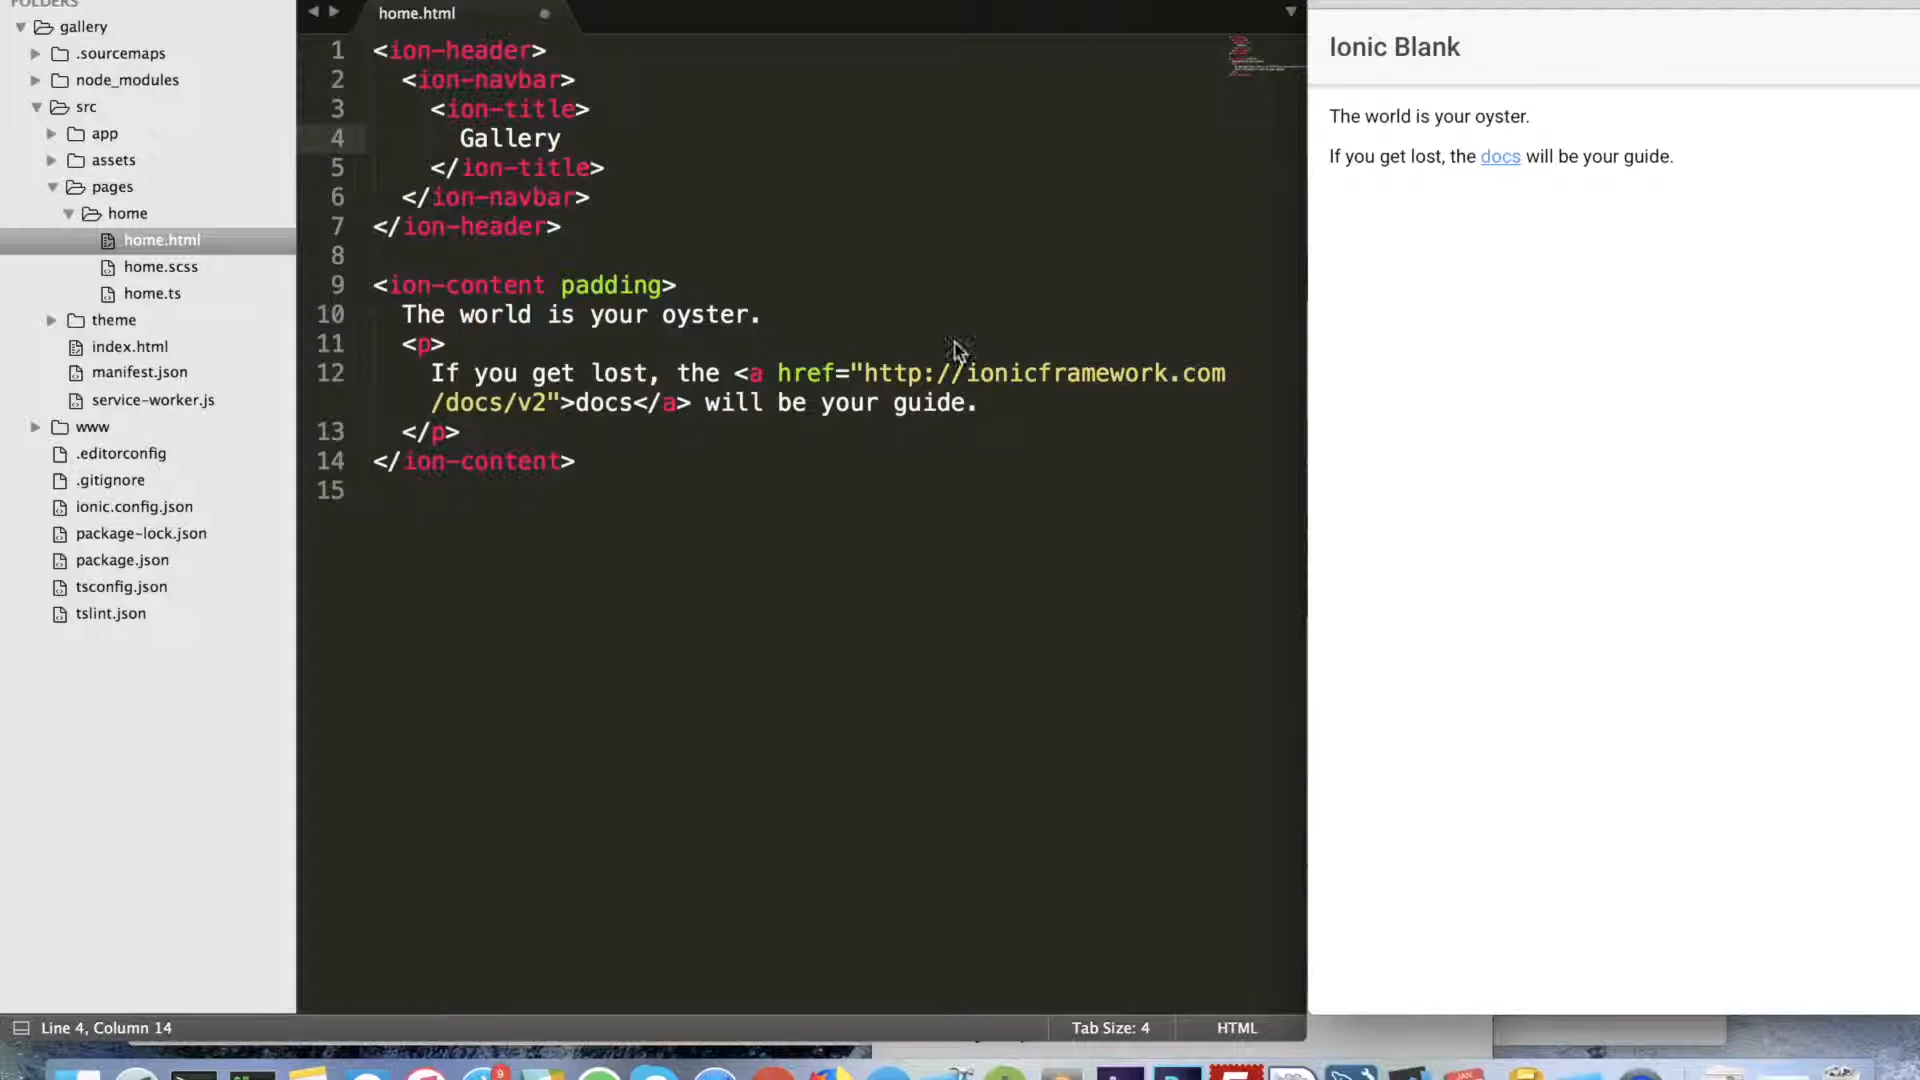 FOLDERS
gallery
.sourcemaps
node_modules
src
app
assets
pages
home
home.html
home.scss
home.ts
theme
index.html
manifest.json
service-worker.js
www
.editorconfig
.gitignore
ionic.config.json
package-lock.json
package.json
tsconfig.json
tslint.json
home.html
1 <ion-header>
2 <ion-navbar>
3 <ion-title>
4 Gallery
5 </ion-title>
6 </ion-navbar>
7 </ion-header>
8
9 <ion-content padding>
10 The world is your oyster.
11 <p>
12 If you get lost, the <a href="http://ionicframework.com
/docs/v2">docs</a> will be your guide.
13 </p>
14 </ion-content>
15
Ionic Blank
The world is your oyster.
If you get lost, the docs will be your guide.
Line 4, Column 14
Tab Size: 4
HTML
9
JAN